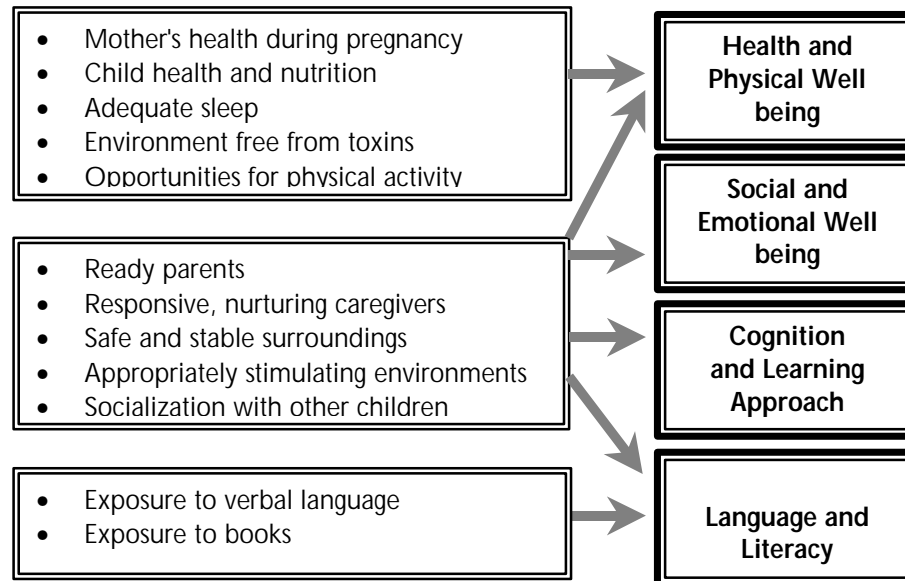 • Mother's health during pregnancy
• Child health and nutrition
• Adequate sleep
• Environment free from toxins
• Opportunities for physical activity
• Ready parents
• Responsive, nurturing caregivers
• Safe and stable surroundings
• Appropriately stimulating environments
• Socialization with other children
• Exposure to verbal language
• Exposure to books
Health and
Physical Well
being
Social and
Emotional Well
being
Cognition
and Learning
Approach
Language and
Literacy